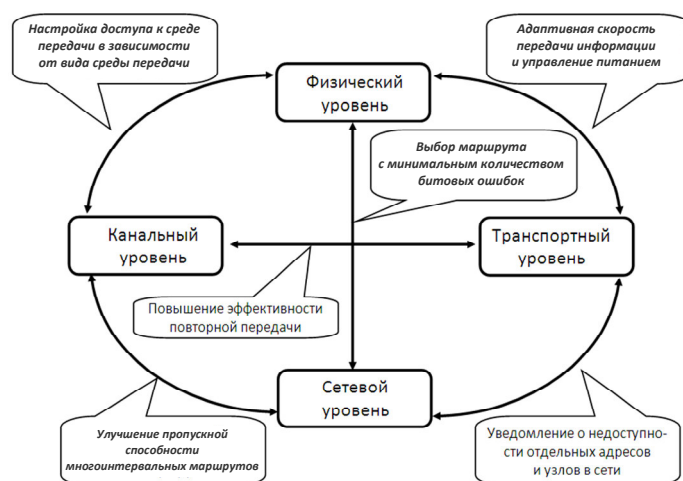 Настройка доступа к среде
передачи в зависимости
от вида среды передачи
Адаптивная скорость
передачи информации
и управление питанием
Физический
уровень
Выбор маршрута
с минимальным количеством
битовых ошибок
Канальный
уровень
Транспортный
уровень
Повышение эффективности
повторной передачи
Сетевой
уровень
Улучшение пропускной
способности
многоинтервальных маршрутов
Уведомление о недоступно-
сти отдельных адресов
и узлов в сети